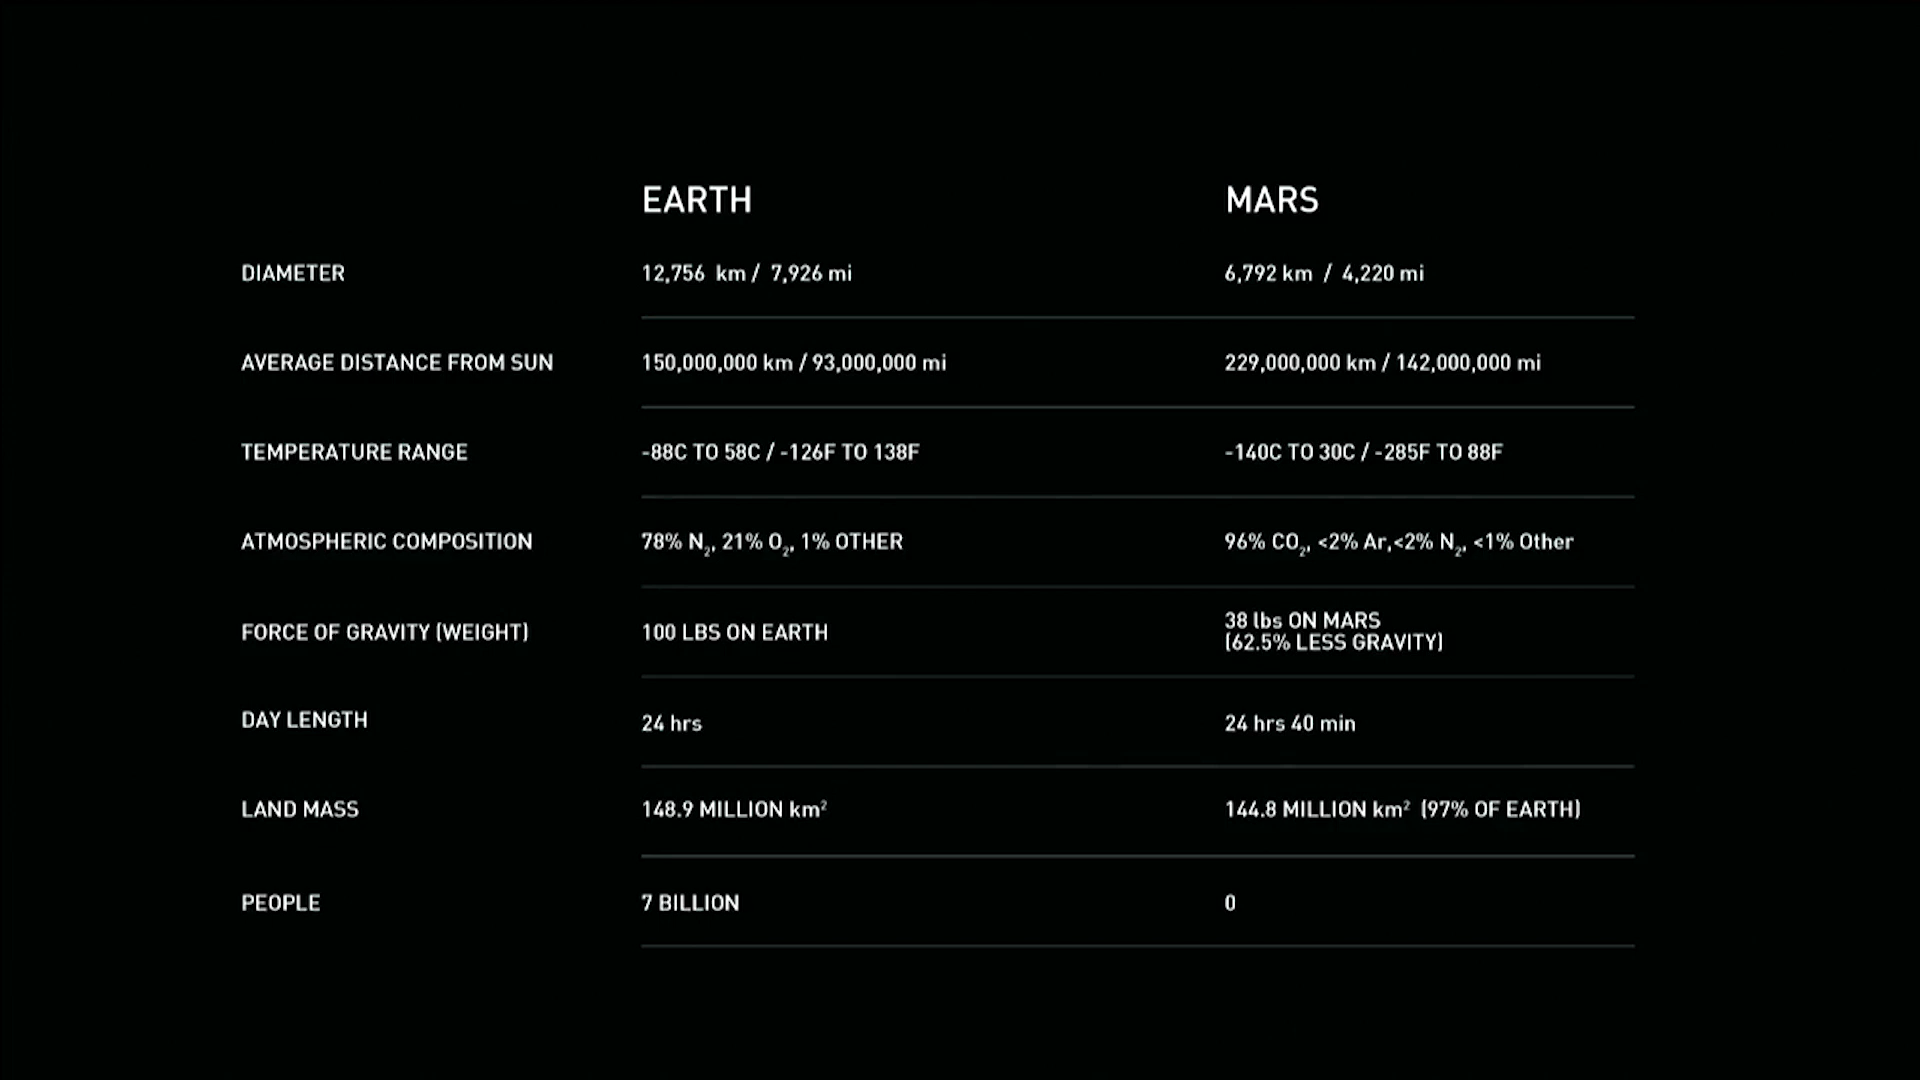 EARTH MARS
DIAMETER 12,756 km / 7,926 mi 6,792 km / 4,220 mi
AVERAGE DISTANCE FROM SUN 150,000,000 km / 93,000,000 mi 229,000,000 km / 142,000,000 mi
TEMPERATURE RANGE -88C TO 58C / -126F TO 138F -140C TO 30C / -285F TO 88F
ATMOSPHERIC COMPOSITION 78% N₂, 21% O₂, 1% OTHER 96% CO₂, <2% Ar,<2% N₂, <1% Other
FORCE OF GRAVITY (WEIGHT) 100 LBS ON EARTH 38 lbs ON MARS
(62.5% LESS GRAVITY)
DAY LENGTH 24 hrs 24 hrs 40 min
LAND MASS 148.9 MILLION km² 144.8 MILLION km² (97% OF EARTH)
PEOPLE 7 BILLION 0